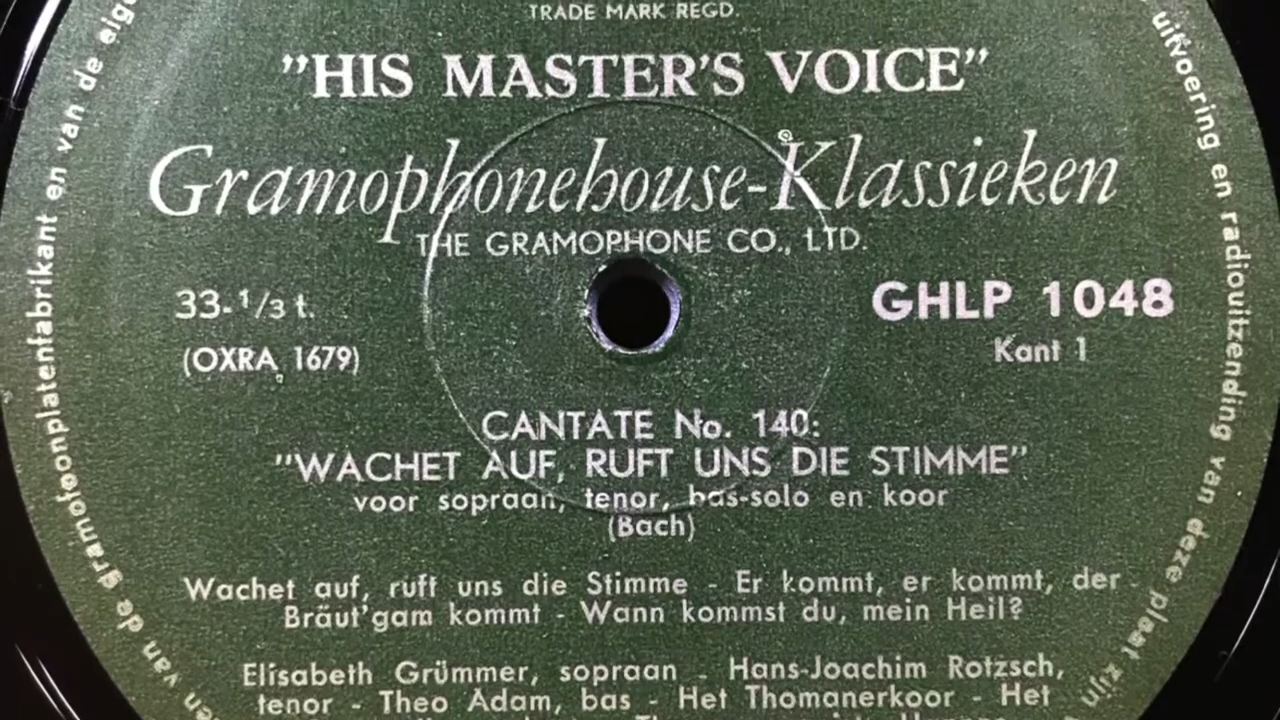 TRADE MARK REGD.
"HIS MASTER'S VOICE"
Gramophonehouse-Klassieken
THE GRAMOPHONE CO., LTD.
33-1/3 t.
GHLP 1048
(OXRA 1679)
Kant 1
CANTATE No. 140:
"WACHET AUF, RUFT UNS DIE STIMME"
voor sopraan, tenor, bas-solo en koor
(Bach)
Wachet auf, ruft uns die Stimme - Er kommt, er kommt, der
Bräut'gam kommt - Wann kommst du, mein Heil?
Elisabeth Grümmer, sopraan - Hans-Joachim Rotzsch,
tenor - Theo Adam, bas - Het Thomanerkoor - Het
van de gramofoonplatenfabrikant en van de
uitvoering en radiouitzending van deze plaat zijn